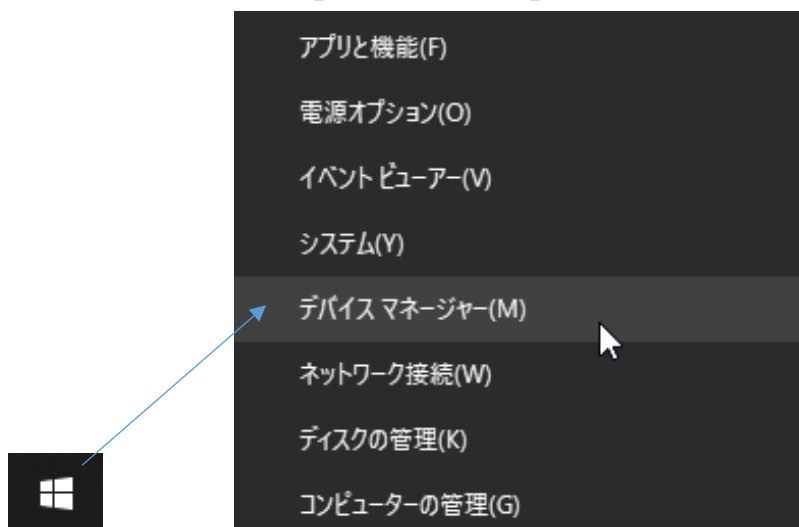 アプリと機能(F)
電源オプション(O)
イベント ビューアー(V)
システム(Y)
デバイス マネージャー(M)
ネットワーク接続(W)
ディスクの管理(K)
コンピューターの管理(G)